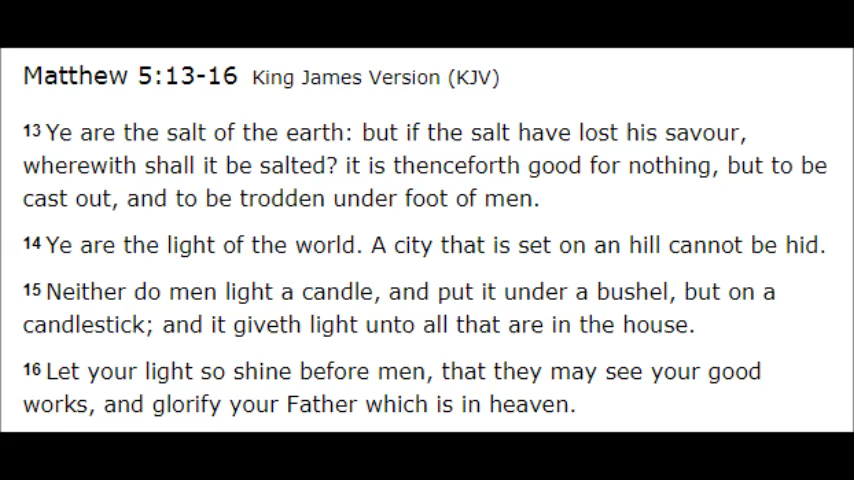 Matthew 5:13-16 King James Version (KJV)
13 Ye are the salt of the earth: but if the salt have lost his savour,
wherewith shall it be salted? it is thenceforth good for nothing, but to be
cast out, and to be trodden under foot of men.
14 Ye are the light of the world. A city that is set on an hill cannot be hid.
15 Neither do men light a candle, and put it under a bushel, but on a
candlestick; and it giveth light unto all that are in the house.
16 Let your light so shine before men, that they may see your good
works, and glorify your Father which is in heaven.